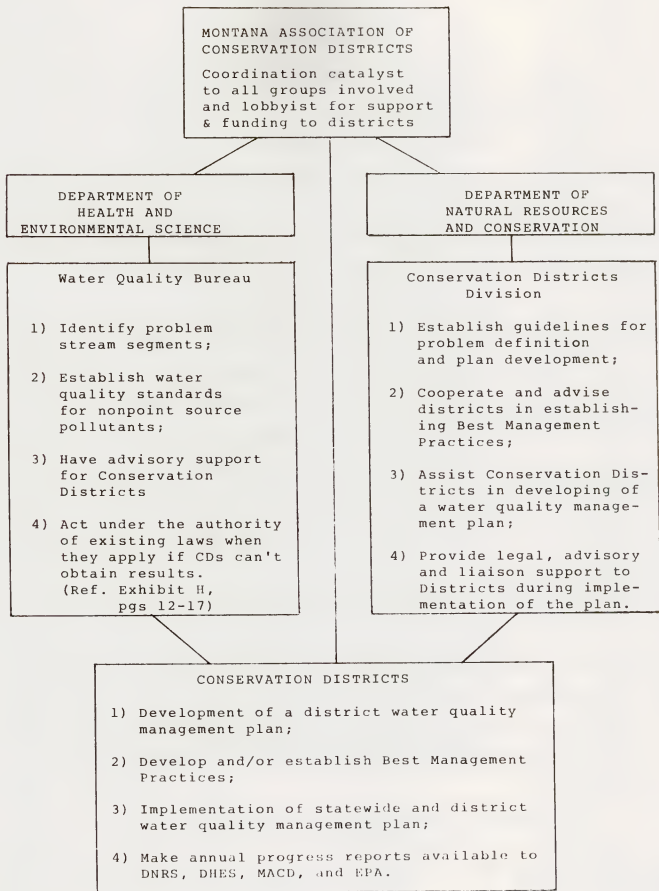 MONTANA ASSOCIATION OF
CONSERVATION DISTRICTS
Coordination catalyst
to all groups involved
and lobbyist for support
& funding to districts
DEPARTMENT OF
HEALTH AND
ENVIRONMENTAL SCIENCE
DEPARTMENT OF
NATURAL RESOURCES
AND CONSERVATION
Water Quality Bureau
1) Identify problem
stream segments;
2) Establish water
quality standards
for nonpoint source
pollutants;
3) Have advisory support
for Conservation
Districts
4) Act under the authority
of existing laws when
they apply if CDs can't
obtain results.
(Ref. Exhibit H,
pgs 12-17)
Conservation Districts
Division
1) Establish guidelines for
problem definition
and plan development;
2) Cooperate and advise
districts in establish-
ing Best Management
Practices;
3) Assist Conservation Dis-
tricts in developing of
a water quality manage-
ment plan;
4) Provide legal, advisory
and liaison support to
Districts during imple-
mentation of the plan.
CONSERVATION DISTRICTS
1) Development of a district water quality
management plan;
2) Develop and/or establish Best Management
Practices;
3) Implementation of statewide and district
water quality management plan;
4) Make annual progress reports available to
DNRS, DHES, MACD, and EPA.